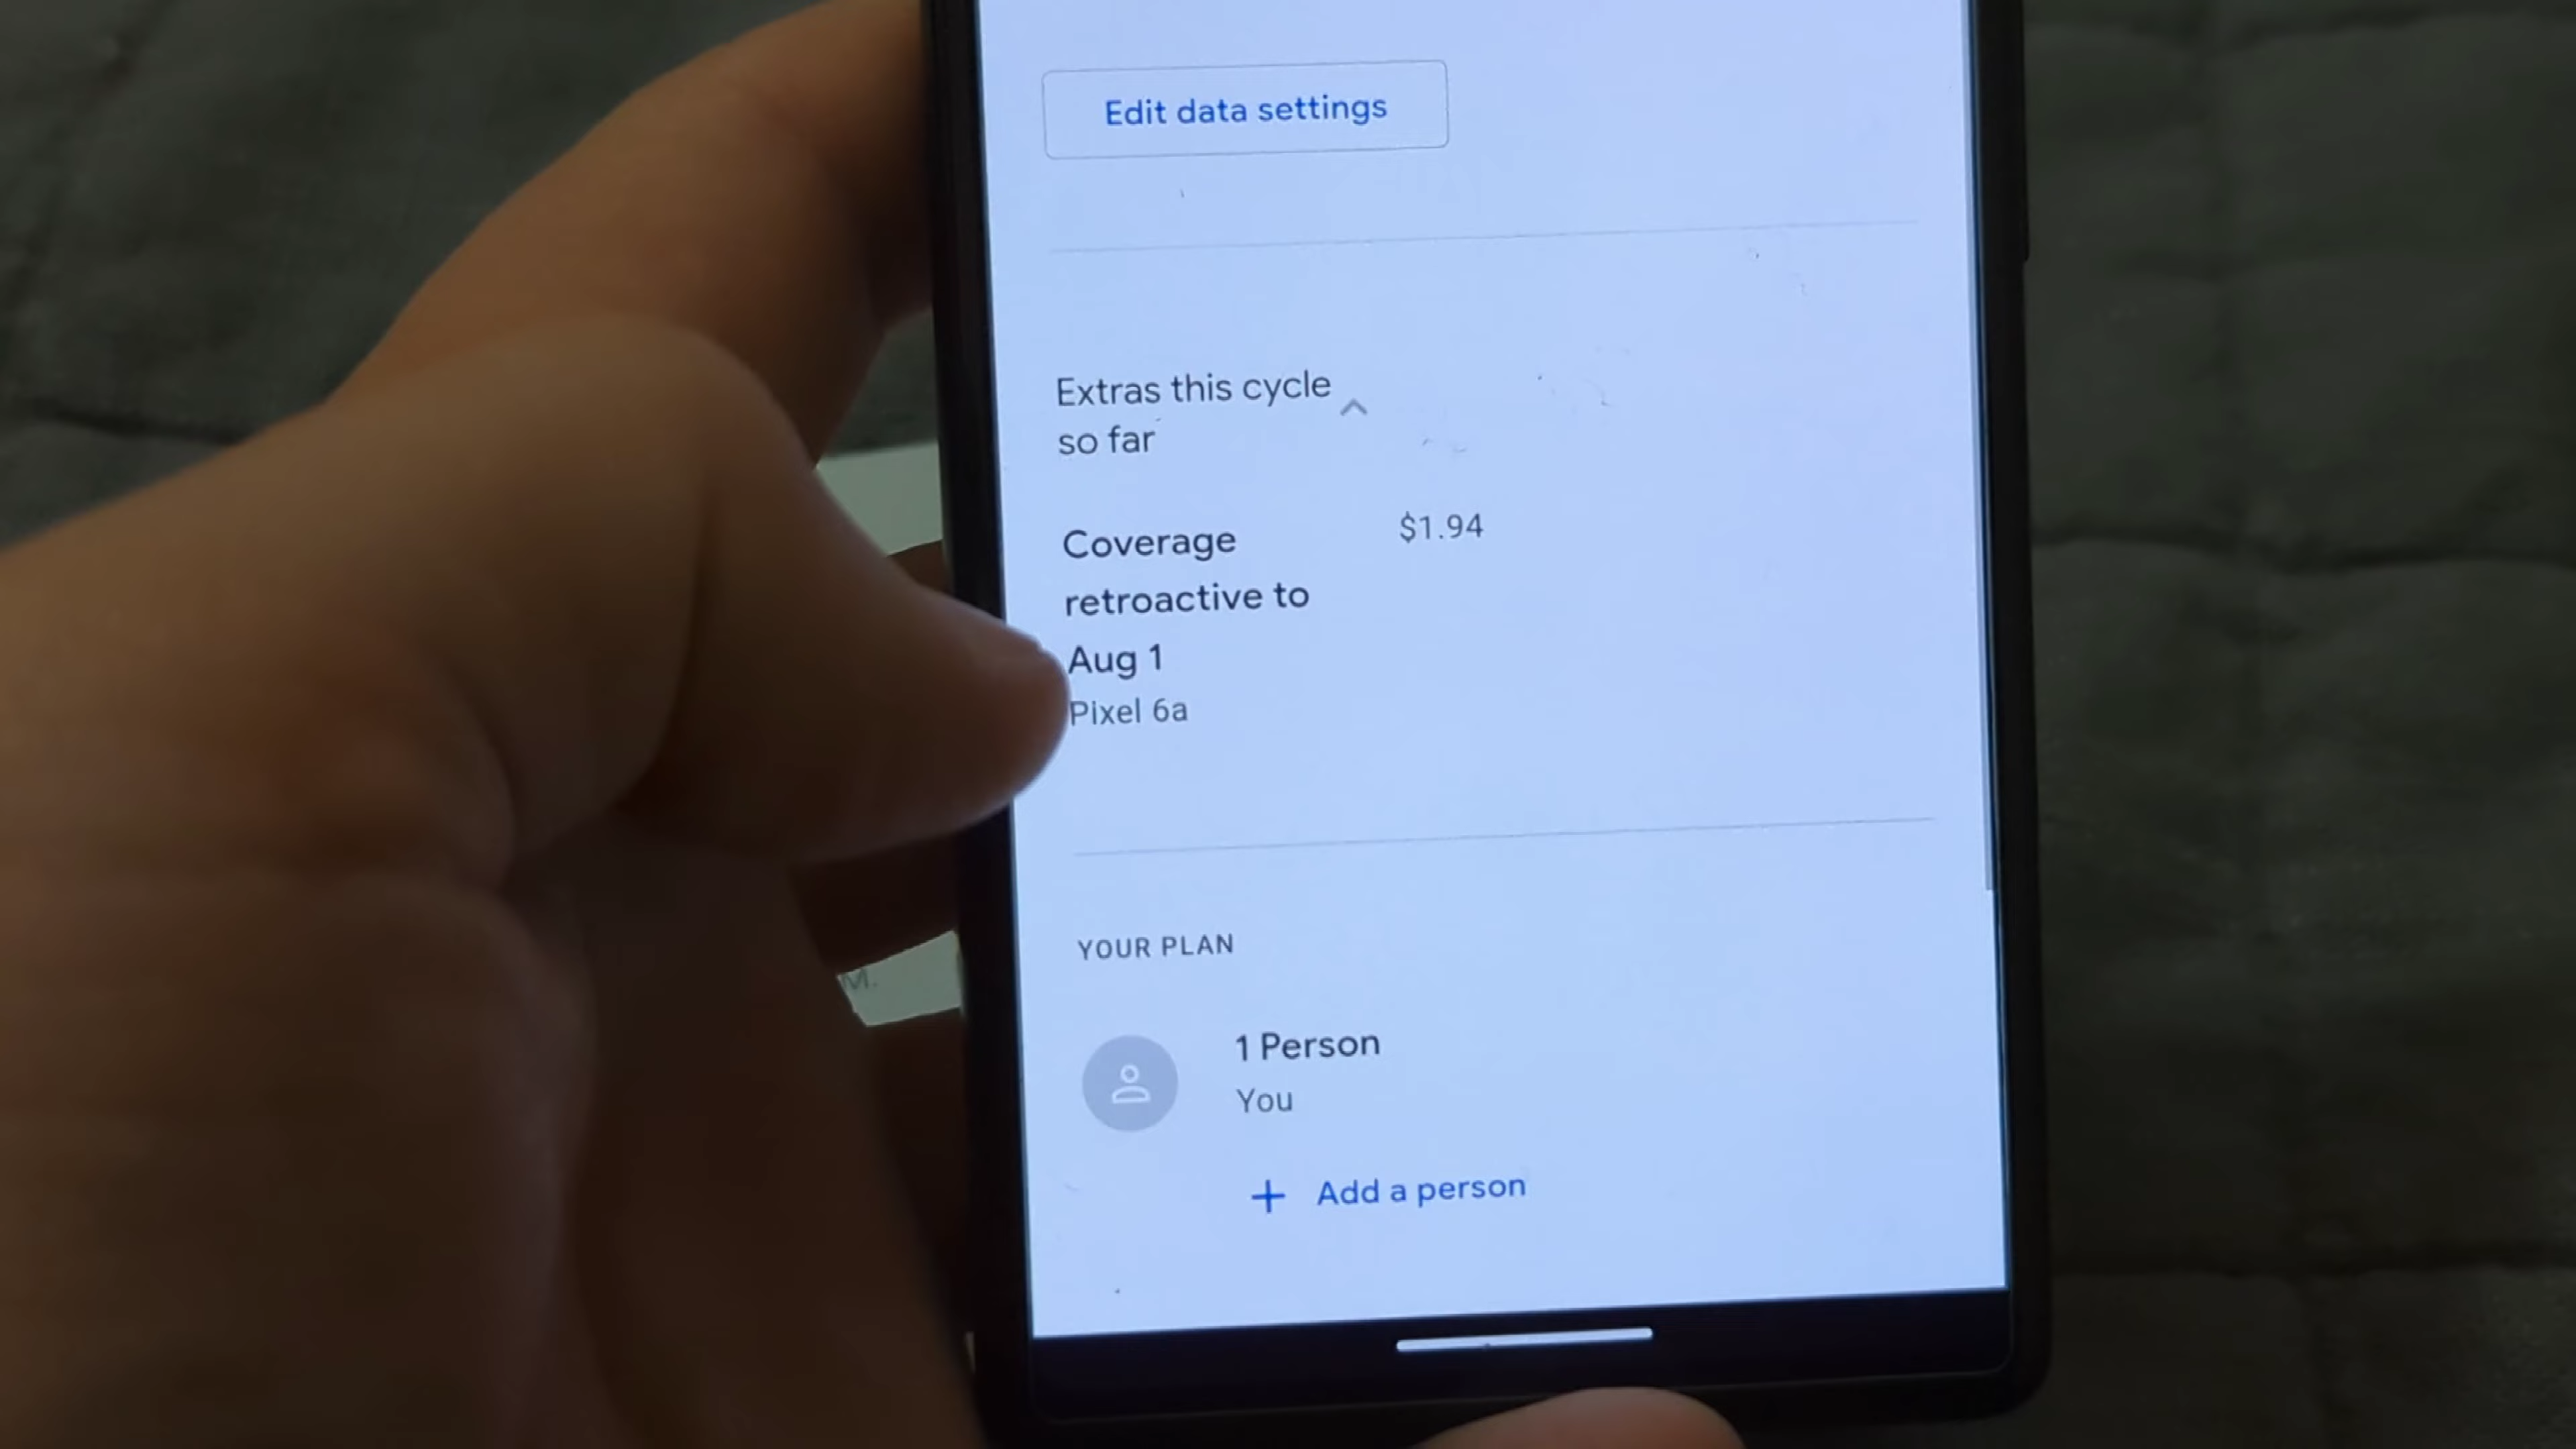 Edit data settings
Extras this cycle
so far
Coverage
$1.94
retroactive to
Aug 1
Pixel 6a
YOUR PLAN
M.
1 Person
You
+ Add a person